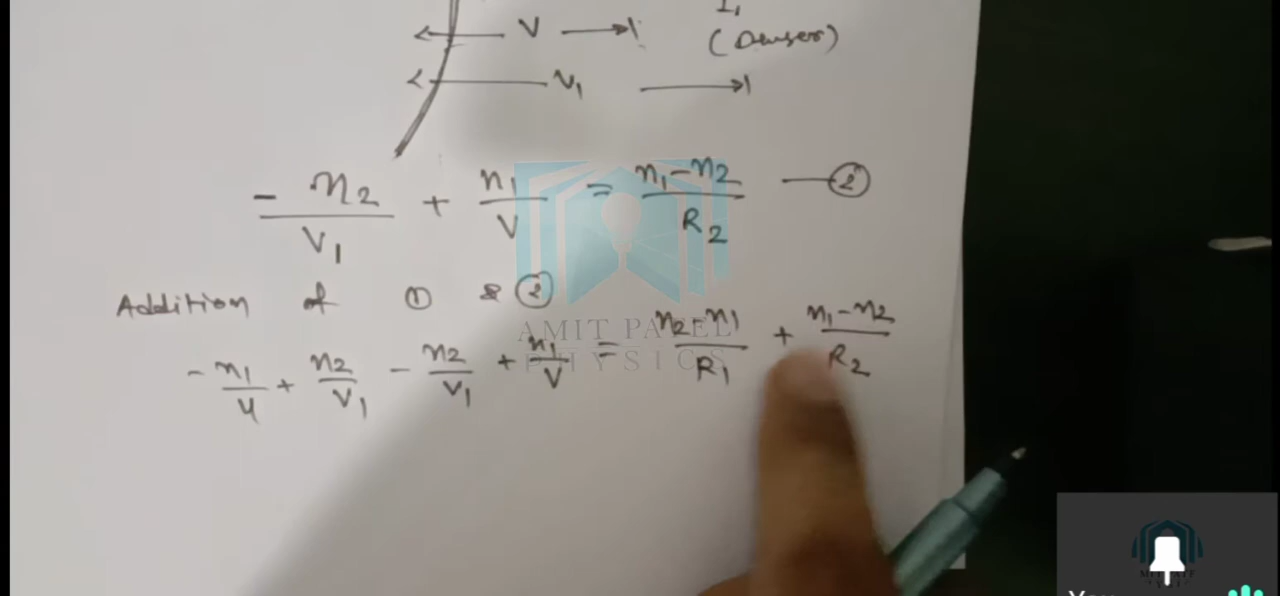 V I₁
(Denser)
V₁
- n₂/V₁ + n₁/V = n₁-n₂/R₂ — ②
Addition of ① & ②
- n₁/u + n₂/V₁ - n₂/V₁ + n₁/V = n₂-n₁/R₁ + n₁-n₂/R₂
AMIT PATEL
PHYSICS